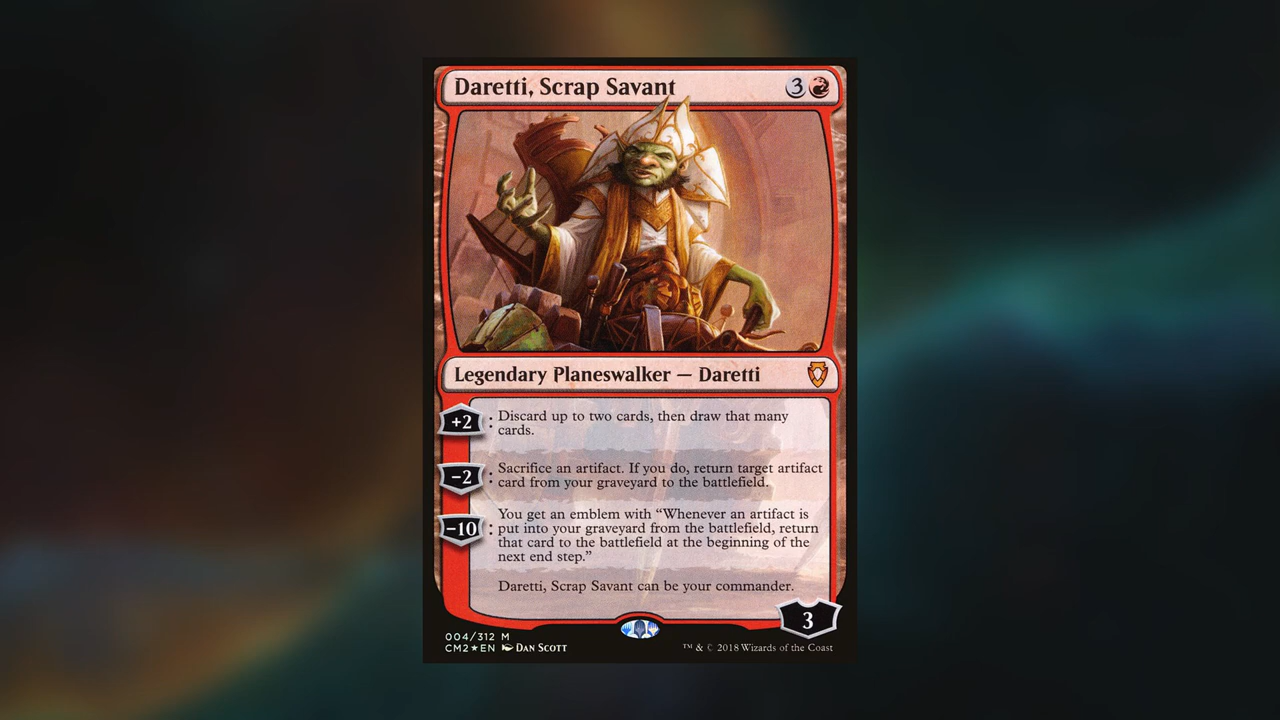 Daretti, Scrap Savant 3
Legendary Planeswalker — Daretti
+2: Discard up to two cards, then draw that many
cards.
−2: Sacrifice an artifact. If you do, return target artifact
card from your graveyard to the battlefield.
−10: You get an emblem with “Whenever an artifact is
put into your graveyard from the battlefield, return
that card to the battlefield at the beginning of the
next end step.”
Daretti, Scrap Savant can be your commander.
3
004/312 M
CM2★EN Dan Scott
™ & © 2018 Wizards of the Coast